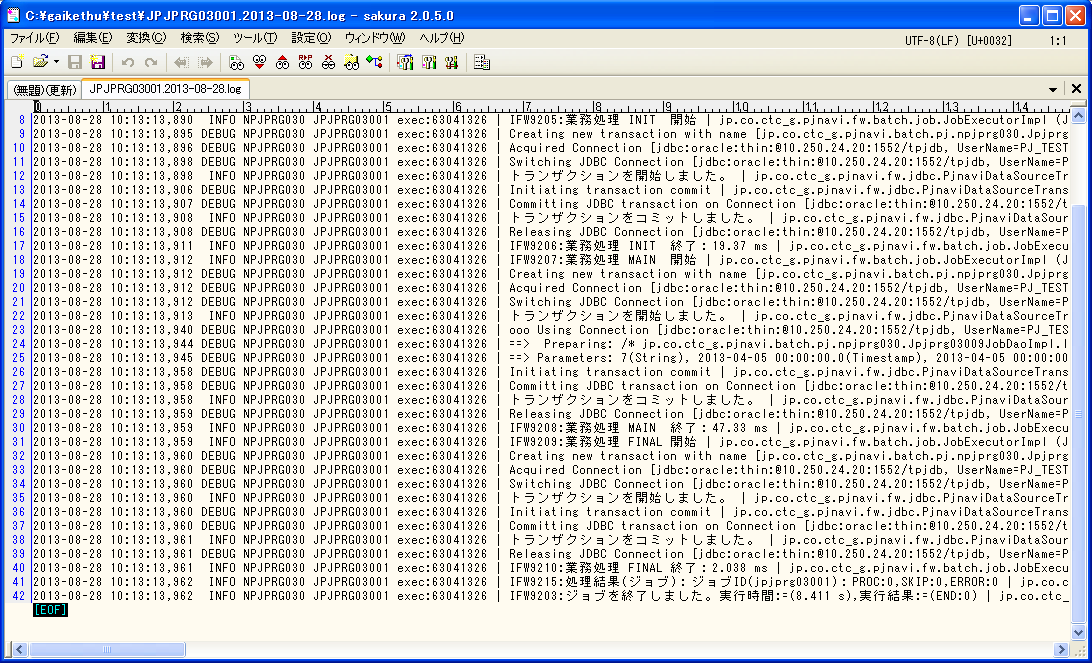 C:¥gaikethu¥test¥JPJPRG03001.2013-08-28.log - sakura 2.0.5.0
ファイル(F) 編集(E) 変換(C) 検索(S) ツール(T) 設定(O) ウィンドウ(W) ヘルプ(H) UTF-8(LF) [U+0032] 1:1
(無題)(更新) JPJPRG03001.2013-08-28.log
0 1 2 3 4 5 6 7 8 9 10 11 12 13 14
8 2013-08-28 10:13:13,890 INFO NPJPRG030 JPJPRG03001 exec:63041326 | IFW9205:業務処理 INIT 開始 | jp.co.ctc_g.pjnavi.fw.batch.job.JobExecutorImpl (J
9 2013-08-28 10:13:13,895 DEBUG NPJPRG030 JPJPRG03001 exec:63041326 | Creating new transaction with name [jp.co.ctc_g.pjnavi.batch.pj.npjprg030.Jpjprg
10 2013-08-28 10:13:13,896 DEBUG NPJPRG030 JPJPRG03001 exec:63041326 | Acquired Connection [jdbc:oracle:thin:@10.250.24.20:1552/tpjdb, UserName=PJ_TEST
11 2013-08-28 10:13:13,898 DEBUG NPJPRG030 JPJPRG03001 exec:63041326 | Switching JDBC Connection [jdbc:oracle:thin:@10.250.24.20:1552/tpjdb, UserName=P
12 2013-08-28 10:13:13,898 INFO NPJPRG030 JPJPRG03001 exec:63041326 | トランザクションを開始しました。 | jp.co.ctc_g.pjnavi.fw.jdbc.PjnaviDataSourceTr
13 2013-08-28 10:13:13,906 DEBUG NPJPRG030 JPJPRG03001 exec:63041326 | Initiating transaction commit | jp.co.ctc_g.pjnavi.fw.jdbc.PjnaviDataSourceTrans
14 2013-08-28 10:13:13,907 DEBUG NPJPRG030 JPJPRG03001 exec:63041326 | Committing JDBC transaction on Connection [jdbc:oracle:thin:@10.250.24.20:1552/t
15 2013-08-28 10:13:13,908 INFO NPJPRG030 JPJPRG03001 exec:63041326 | トランザクションをコミットしました。 | jp.co.ctc_g.pjnavi.fw.jdbc.PjnaviDataSour
16 2013-08-28 10:13:13,908 DEBUG NPJPRG030 JPJPRG03001 exec:63041326 | Releasing JDBC Connection [jdbc:oracle:thin:@10.250.24.20:1552/tpjdb, UserName=P
17 2013-08-28 10:13:13,911 INFO NPJPRG030 JPJPRG03001 exec:63041326 | IFW9206:業務処理 INIT 終了：19.37 ms | jp.co.ctc_g.pjnavi.fw.batch.job.JobExecu
18 2013-08-28 10:13:13,912 INFO NPJPRG030 JPJPRG03001 exec:63041326 | IFW9207:業務処理 MAIN 開始 | jp.co.ctc_g.pjnavi.fw.batch.job.JobExecutorImpl (J
19 2013-08-28 10:13:13,912 DEBUG NPJPRG030 JPJPRG03001 exec:63041326 | Creating new transaction with name [jp.co.ctc_g.pjnavi.batch.pj.npjprg030.Jpjprg
20 2013-08-28 10:13:13,912 DEBUG NPJPRG030 JPJPRG03001 exec:63041326 | Acquired Connection [jdbc:oracle:thin:@10.250.24.20:1552/tpjdb, UserName=PJ_TEST
21 2013-08-28 10:13:13,912 DEBUG NPJPRG030 JPJPRG03001 exec:63041326 | Switching JDBC Connection [jdbc:oracle:thin:@10.250.24.20:1552/tpjdb, UserName=P
22 2013-08-28 10:13:13,913 INFO NPJPRG030 JPJPRG03001 exec:63041326 | トランザクションを開始しました。 | jp.co.ctc_g.pjnavi.fw.jdbc.PjnaviDataSourceTr
23 2013-08-28 10:13:13,940 DEBUG NPJPRG030 JPJPRG03001 exec:63041326 | ooo Using Connection [jdbc:oracle:thin:@10.250.24.20:1552/tpjdb, UserName=PJ_TES
24 2013-08-28 10:13:13,944 DEBUG NPJPRG030 JPJPRG03001 exec:63041326 | ==> Preparing: /* jp.co.ctc_g.pjnavi.batch.pj.npjprg030.Jpjprg03009JobDaoImpl.I
25 2013-08-28 10:13:13,945 DEBUG NPJPRG030 JPJPRG03001 exec:63041326 | ==> Parameters: 7(String), 2013-04-05 00:00:00.0(Timestamp), 2013-04-05 00:00:00
26 2013-08-28 10:13:13,958 DEBUG NPJPRG030 JPJPRG03001 exec:63041326 | Initiating transaction commit | jp.co.ctc_g.pjnavi.fw.jdbc.PjnaviDataSourceTrans
27 2013-08-28 10:13:13,958 DEBUG NPJPRG030 JPJPRG03001 exec:63041326 | Committing JDBC transaction on Connection [jdbc:oracle:thin:@10.250.24.20:1552/t
28 2013-08-28 10:13:13,958 INFO NPJPRG030 JPJPRG03001 exec:63041326 | トランザクションをコミットしました。 | jp.co.ctc_g.pjnavi.fw.jdbc.PjnaviDataSour
29 2013-08-28 10:13:13,959 DEBUG NPJPRG030 JPJPRG03001 exec:63041326 | Releasing JDBC Connection [jdbc:oracle:thin:@10.250.24.20:1552/tpjdb, UserName=P
30 2013-08-28 10:13:13,959 INFO NPJPRG030 JPJPRG03001 exec:63041326 | IFW9208:業務処理 MAIN 終了：47.33 ms | jp.co.ctc_g.pjnavi.fw.batch.job.JobExecu
31 2013-08-28 10:13:13,959 INFO NPJPRG030 JPJPRG03001 exec:63041326 | IFW9209:業務処理 FINAL 開始 | jp.co.ctc_g.pjnavi.fw.batch.job.JobExecutorImpl (J
32 2013-08-28 10:13:13,960 DEBUG NPJPRG030 JPJPRG03001 exec:63041326 | Creating new transaction with name [jp.co.ctc_g.pjnavi.batch.pj.npjprg030.Jpjprg
33 2013-08-28 10:13:13,960 DEBUG NPJPRG030 JPJPRG03001 exec:63041326 | Acquired Connection [jdbc:oracle:thin:@10.250.24.20:1552/tpjdb, UserName=PJ_TEST
34 2013-08-28 10:13:13,960 DEBUG NPJPRG030 JPJPRG03001 exec:63041326 | Switching JDBC Connection [jdbc:oracle:thin:@10.250.24.20:1552/tpjdb, UserName=P
35 2013-08-28 10:13:13,960 INFO NPJPRG030 JPJPRG03001 exec:63041326 | トランザクションを開始しました。 | jp.co.ctc_g.pjnavi.fw.jdbc.PjnaviDataSourceTr
36 2013-08-28 10:13:13,960 DEBUG NPJPRG030 JPJPRG03001 exec:63041326 | Initiating transaction commit | jp.co.ctc_g.pjnavi.fw.jdbc.PjnaviDataSourceTrans
37 2013-08-28 10:13:13,960 DEBUG NPJPRG030 JPJPRG03001 exec:63041326 | Committing JDBC transaction on Connection [jdbc:oracle:thin:@10.250.24.20:1552/t
38 2013-08-28 10:13:13,961 INFO NPJPRG030 JPJPRG03001 exec:63041326 | トランザクションをコミットしました。 | jp.co.ctc_g.pjnavi.fw.jdbc.PjnaviDataSour
39 2013-08-28 10:13:13,961 DEBUG NPJPRG030 JPJPRG03001 exec:63041326 | Releasing JDBC Connection [jdbc:oracle:thin:@10.250.24.20:1552/tpjdb, UserName=P
40 2013-08-28 10:13:13,961 INFO NPJPRG030 JPJPRG03001 exec:63041326 | IFW9210:業務処理 FINAL 終了：2.038 ms | jp.co.ctc_g.pjnavi.fw.batch.job.JobExecu
41 2013-08-28 10:13:13,962 INFO NPJPRG030 JPJPRG03001 exec:63041326 | IFW9215:処理結果(ジョブ)：ジョブID(jpjprg03001)：PROC:0,SKIP:0,ERROR:0 | jp.co.c
42 2013-08-28 10:13:13,962 INFO NPJPRG030 JPJPRG03001 exec:63041326 | IFW9203:ジョブを終了しました。実行時間:=(8.411 s),実行結果:=(END:0) | jp.co.ctc_
[EOF]